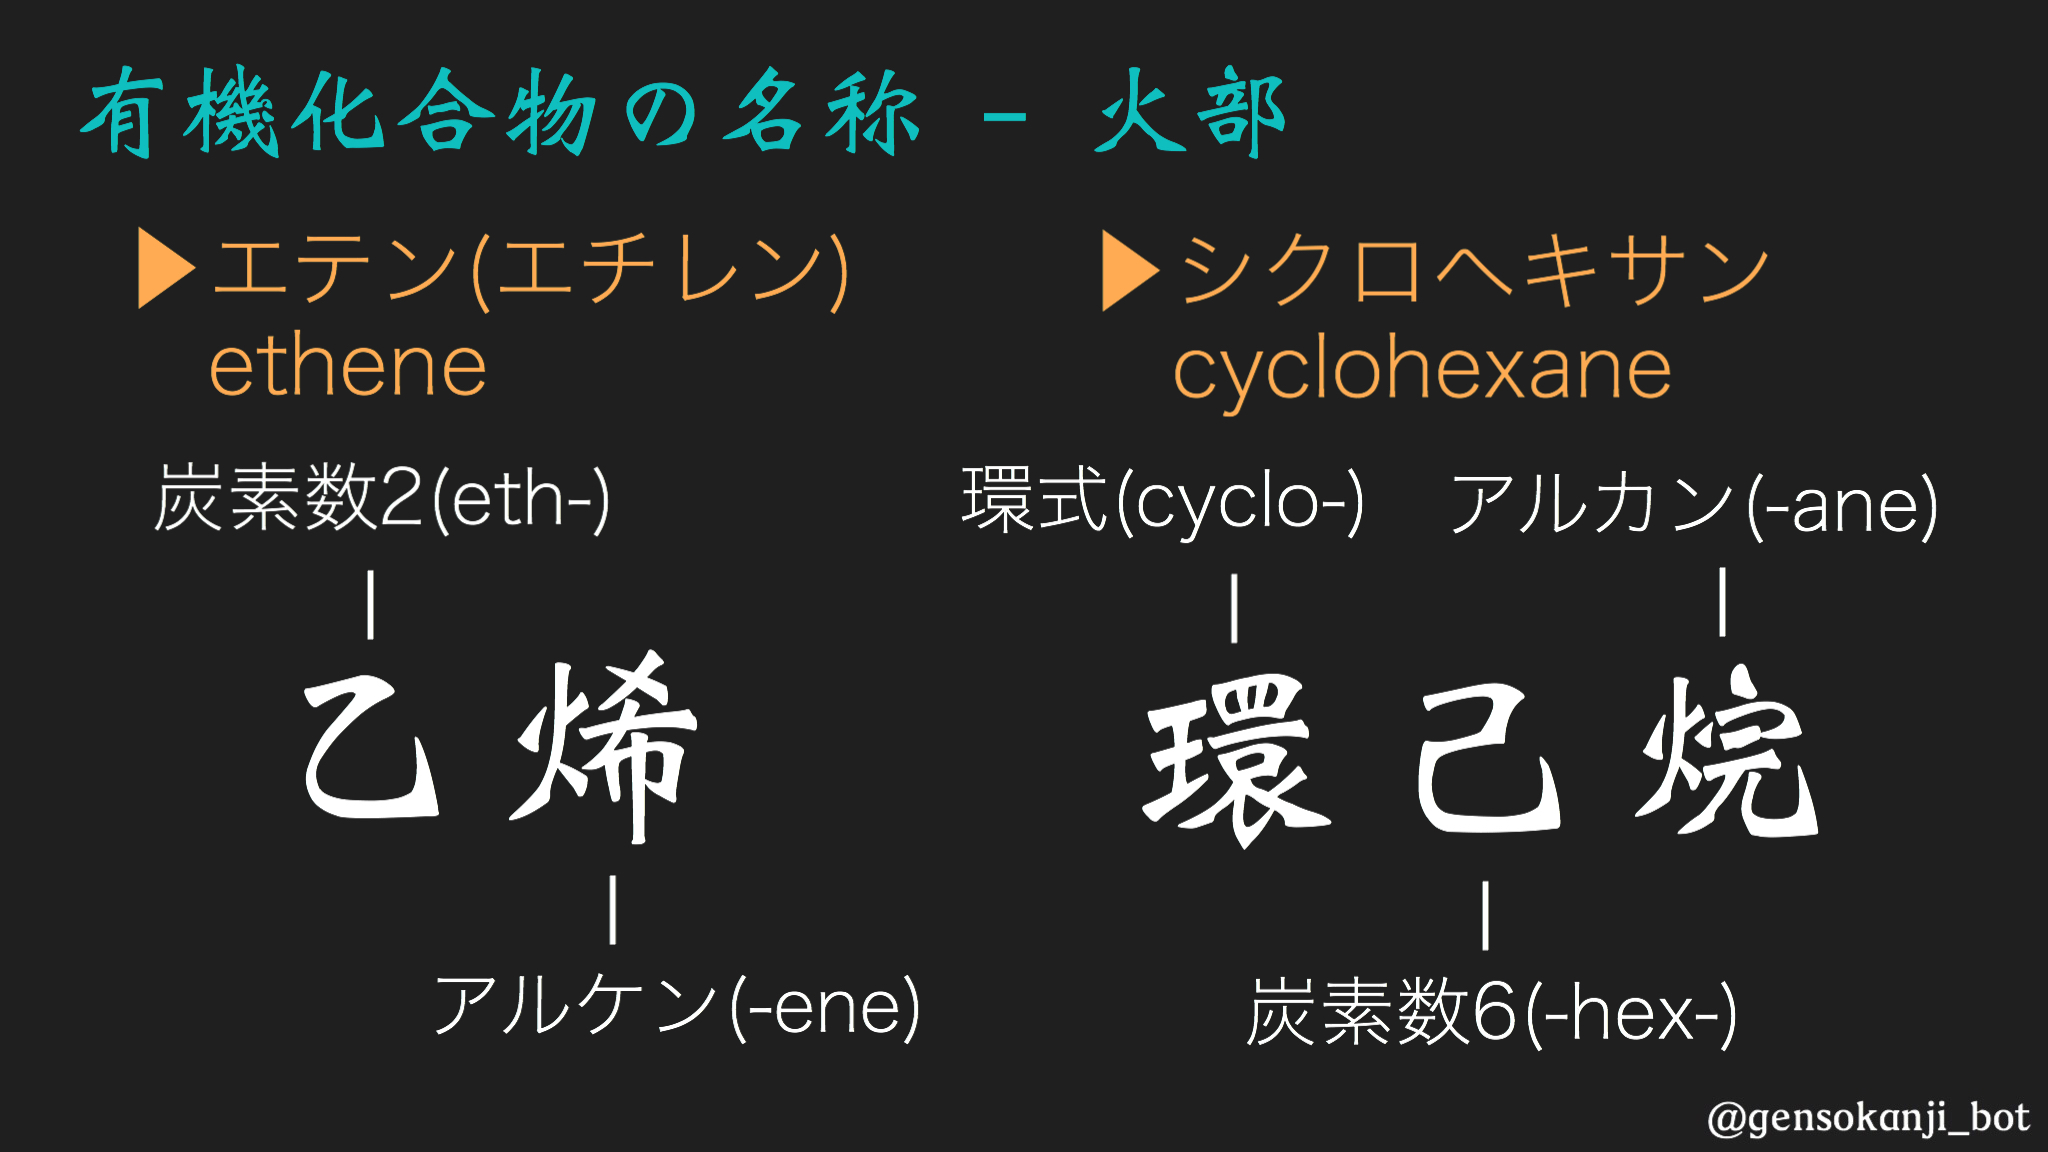 有機化合物の名称 - 火部
▶エテン(エチレン)
ethene
炭素数2(eth-)
乙烯
アルケン(-ene)
▶シクロヘキサン
cyclohexane
環式(cyclo-) アルカン(-ane)
環己烷
炭素数6(-hex-)
@gensokanji_bot